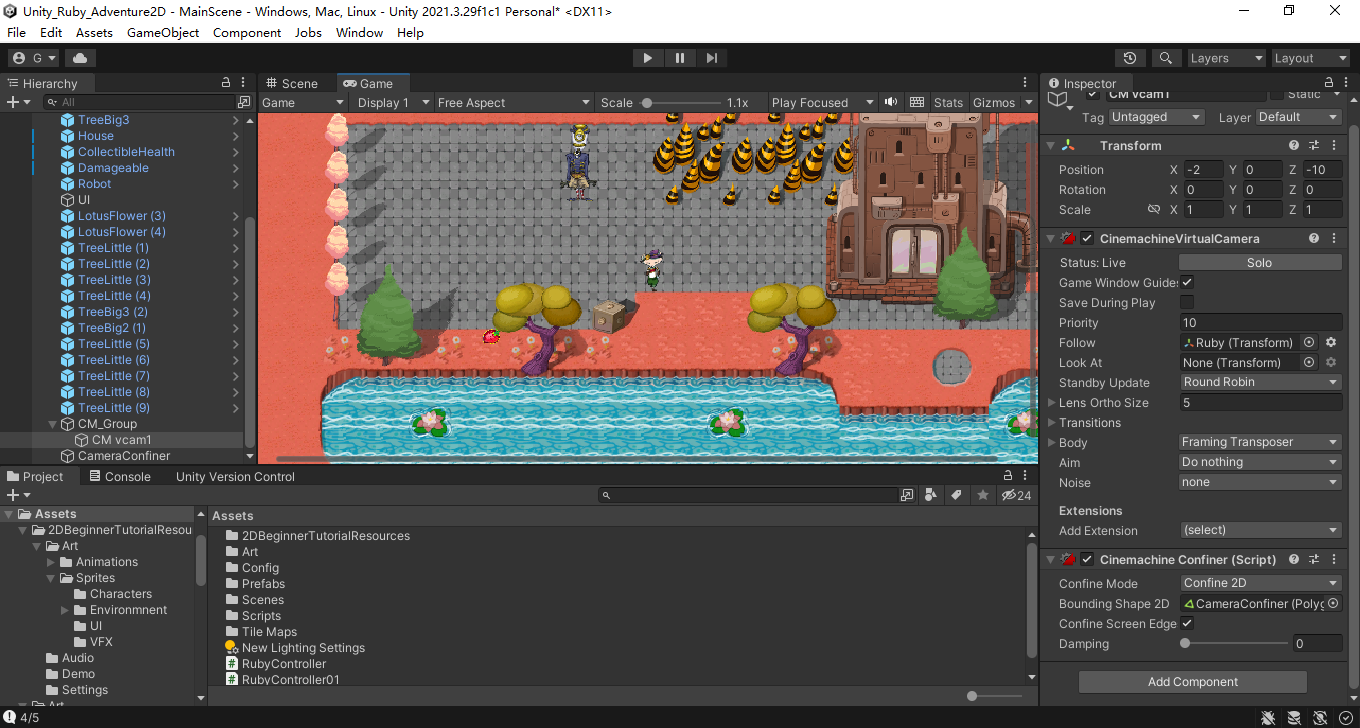 Unity_Ruby_Adventure2D - MainScene - Windows, Mac, Linux - Unity 2021.3.29f1c1 Personal* <DX11>
File Edit Assets GameObject Component Jobs Window Help
G Layers Layout
Hierarchy
All
TreeBig3
House
CollectibleHealth
Damageable
Robot
UI
LotusFlower (3)
LotusFlower (4)
TreeLittle (1)
TreeLittle (2)
TreeLittle (3)
TreeLittle (4)
TreeBig3 (2)
TreeBig2 (1)
TreeLittle (5)
TreeLittle (6)
TreeLittle (7)
TreeLittle (8)
TreeLittle (9)
CM_Group
CM vcam1
CameraConfiner
Scene Game
Game Display 1 Free Aspect Scale 1.1x Play Focused Stats Gizmos
Inspector
CM vcam1 Static
Tag Untagged Layer Default
Transform
Position X -2 Y 0 Z -10
Rotation X 0 Y 0 Z 0
Scale X 1 Y 1 Z 1
CinemachineVirtualCamera
Status: Live Solo
Game Window Guides
Save During Play
Priority 10
Follow Ruby (Transform)
Look At None (Transform)
Standby Update Round Robin
Lens Ortho Size 5
Transitions
Body Framing Transposer
Aim Do nothing
Noise none
Extensions
Add Extension (select)
Cinemachine Confiner (Script)
Confine Mode Confine 2D
Bounding Shape 2D CameraConfiner (Polyg
Confine Screen Edge
Damping 0
Add Component
Project Console Unity Version Control
24
Assets
2DBeginnerTutorialResou
Art
Animations
Sprites
Characters
Environmnent
UI
VFX
Audio
Demo
Settings
Art
Assets
2DBeginnerTutorialResources
Art
Config
Prefabs
Scenes
Scripts
Tile Maps
New Lighting Settings
RubyController
RubyController01
4/5